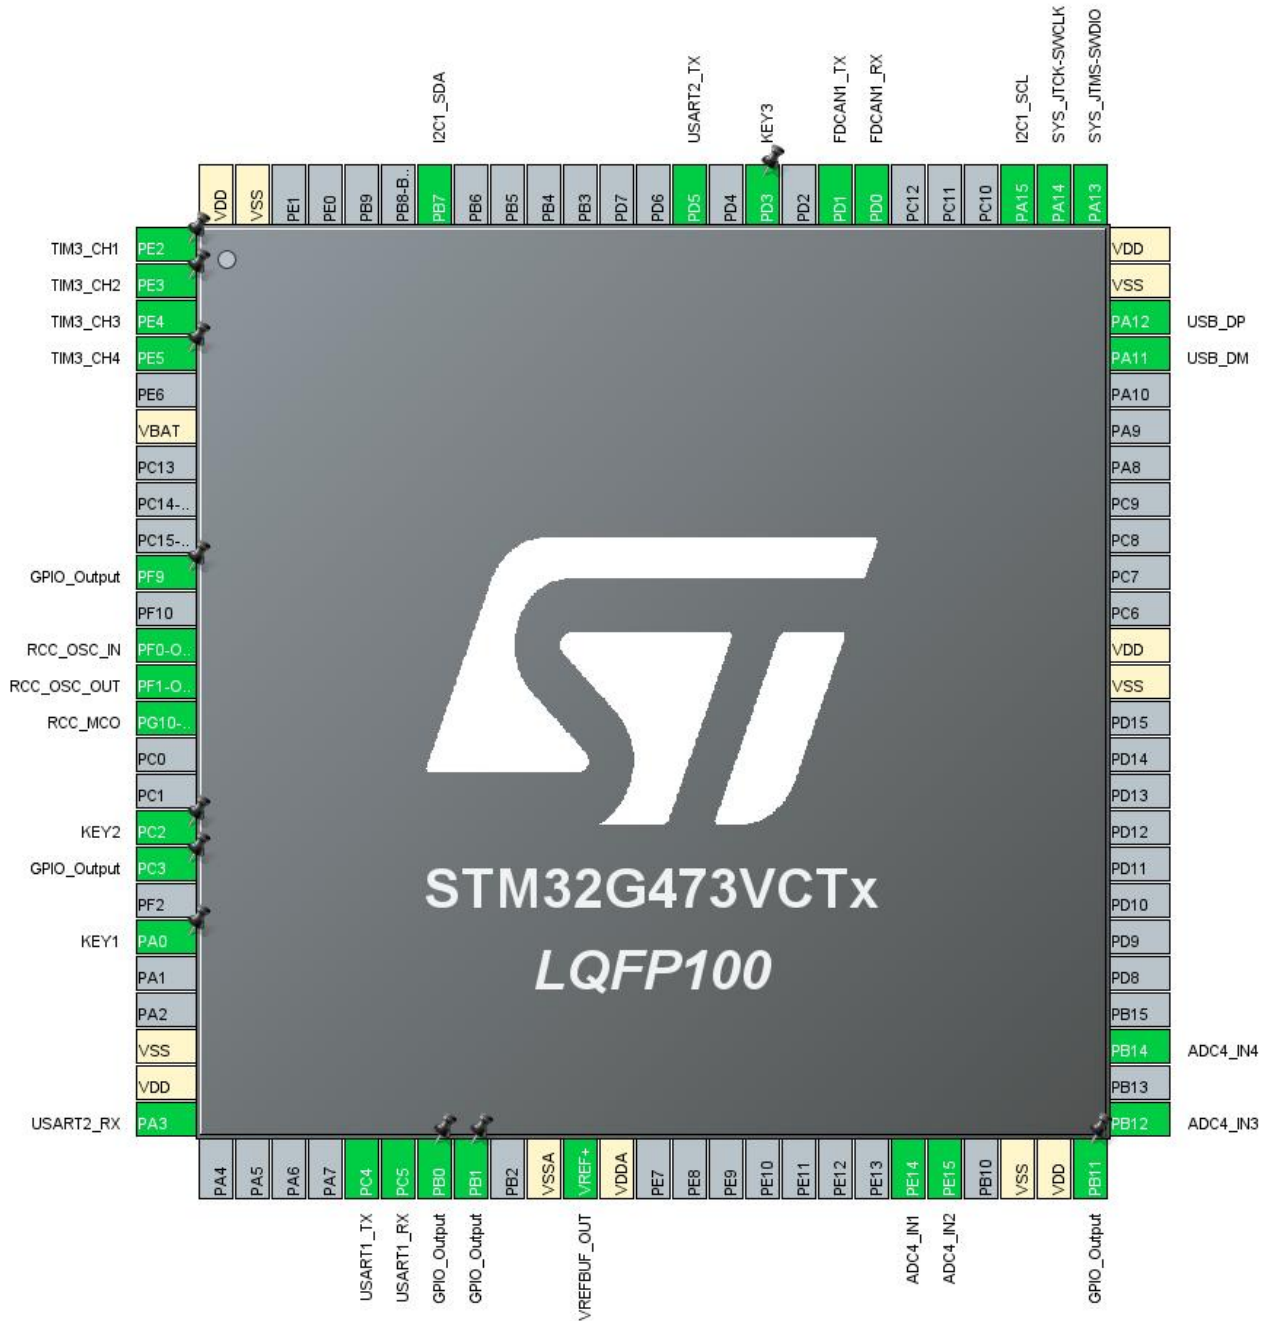 I2C1_SDA
USART2_TX
KEY3
FDCAN1_TX
FDCAN1_RX
I2C1_SCL
SYS_JTCK-SWCLK
SYS_JTMS-SWDIO
VDD
VSS
PE1
PE0
PB9
PB8-B..
PB7
PB6
PB5
PB4
PB3
PD7
PD6
PD5
PD4
PD3
PD2
PD1
PD0
PC12
PC11
PC10
PA15
PA14
PA13
TIM3_CH1 PE2
TIM3_CH2 PE3
TIM3_CH3 PE4
TIM3_CH4 PE5
PE6
VBAT
PC13
PC14-..
PC15-..
GPIO_Output PF9
PF10
RCC_OSC_IN PF0-O..
RCC_OSC_OUT PF1-O..
RCC_MCO PG10-..
PC0
PC1
KEY2 PC2
GPIO_Output PC3
PF2
KEY1 PA0
PA1
PA2
VSS
VDD
USART2_RX PA3
ST
STM32G473VCTx
LQFP100
VDD
VSS
PA12 USB_DP
PA11 USB_DM
PA10
PA9
PA8
PC9
PC8
PC7
PC6
VDD
VSS
PD15
PD14
PD13
PD12
PD11
PD10
PD9
PD8
PB15
PB14 ADC4_IN4
PB13
PB12 ADC4_IN3
PA4
PA5
PA6
PA7
PC4
PC5
PB0
PB1
PB2
VSSA
VREF+
VDDA
PE7
PE8
PE9
PE10
PE11
PE12
PE13
PE14
PE15
PB10
VSS
VDD
PB11
USART1_TX
USART1_RX
GPIO_Output
GPIO_Output
VREFBUF_OUT
ADC4_IN1
ADC4_IN2
GPIO_Output